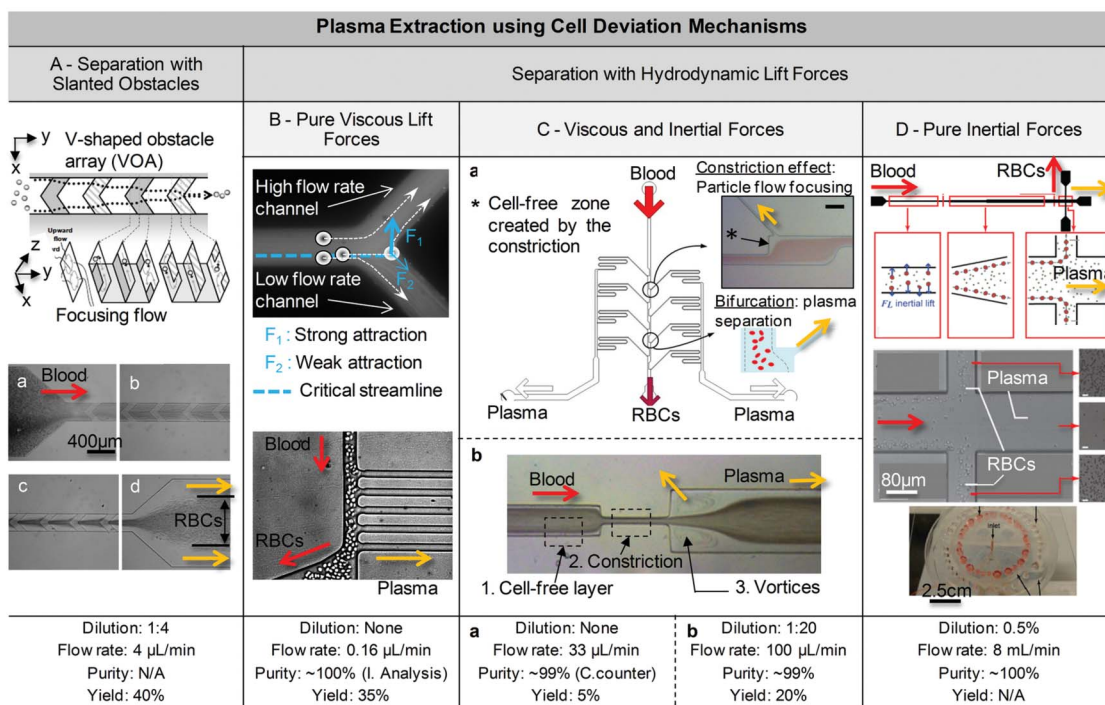 Plasma Extraction using Cell Deviation Mechanisms
A - Separation with
Slanted Obstacles
Separation with Hydrodynamic Lift Forces
B - Pure Viscous Lift
Forces
C - Viscous and Inertial Forces
D - Pure Inertial Forces
y
x
V-shaped obstacle
array (VOA)
Upward
flow
z
y
x
Focusing flow
a
Blood
400µm
b
c
d
RBCs
High flow rate
channel
F1
F2
Low flow rate
channel
F1 : Strong attraction
F2 : Weak attraction
Critical streamline
Blood
RBCs
Plasma
a
Blood
* Cell-free zone
created by the
constriction
Constriction effect:
Particle flow focusing
*
Bifurcation: plasma
separation
Plasma
RBCs
Plasma
b
Blood
Plasma
2. Constriction
1. Cell-free layer
3. Vortices
Blood
RBCs
Plasma
FL inertial lift
Plasma
RBCs
80µm
inlet
2.5cm
Dilution: 1:4
Flow rate: 4 µL/min
Purity: N/A
Yield: 40%
Dilution: None
Flow rate: 0.16 µL/min
Purity: ~100% (I. Analysis)
Yield: 35%
a
Dilution: None
Flow rate: 33 µL/min
Purity: ~99% (C.counter)
Yield: 5%
b
Dilution: 1:20
Flow rate: 100 µL/min
Purity: ~99%
Yield: 20%
Dilution: 0.5%
Flow rate: 8 mL/min
Purity: ~100%
Yield: N/A